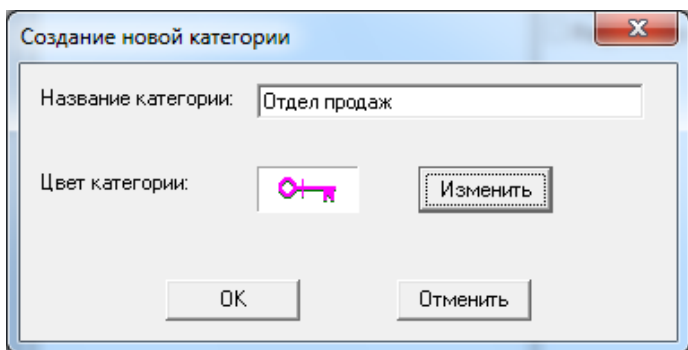 Создание новой категории
Название категории: Отдел продаж
Цвет категории: Изменить
OK Отменить